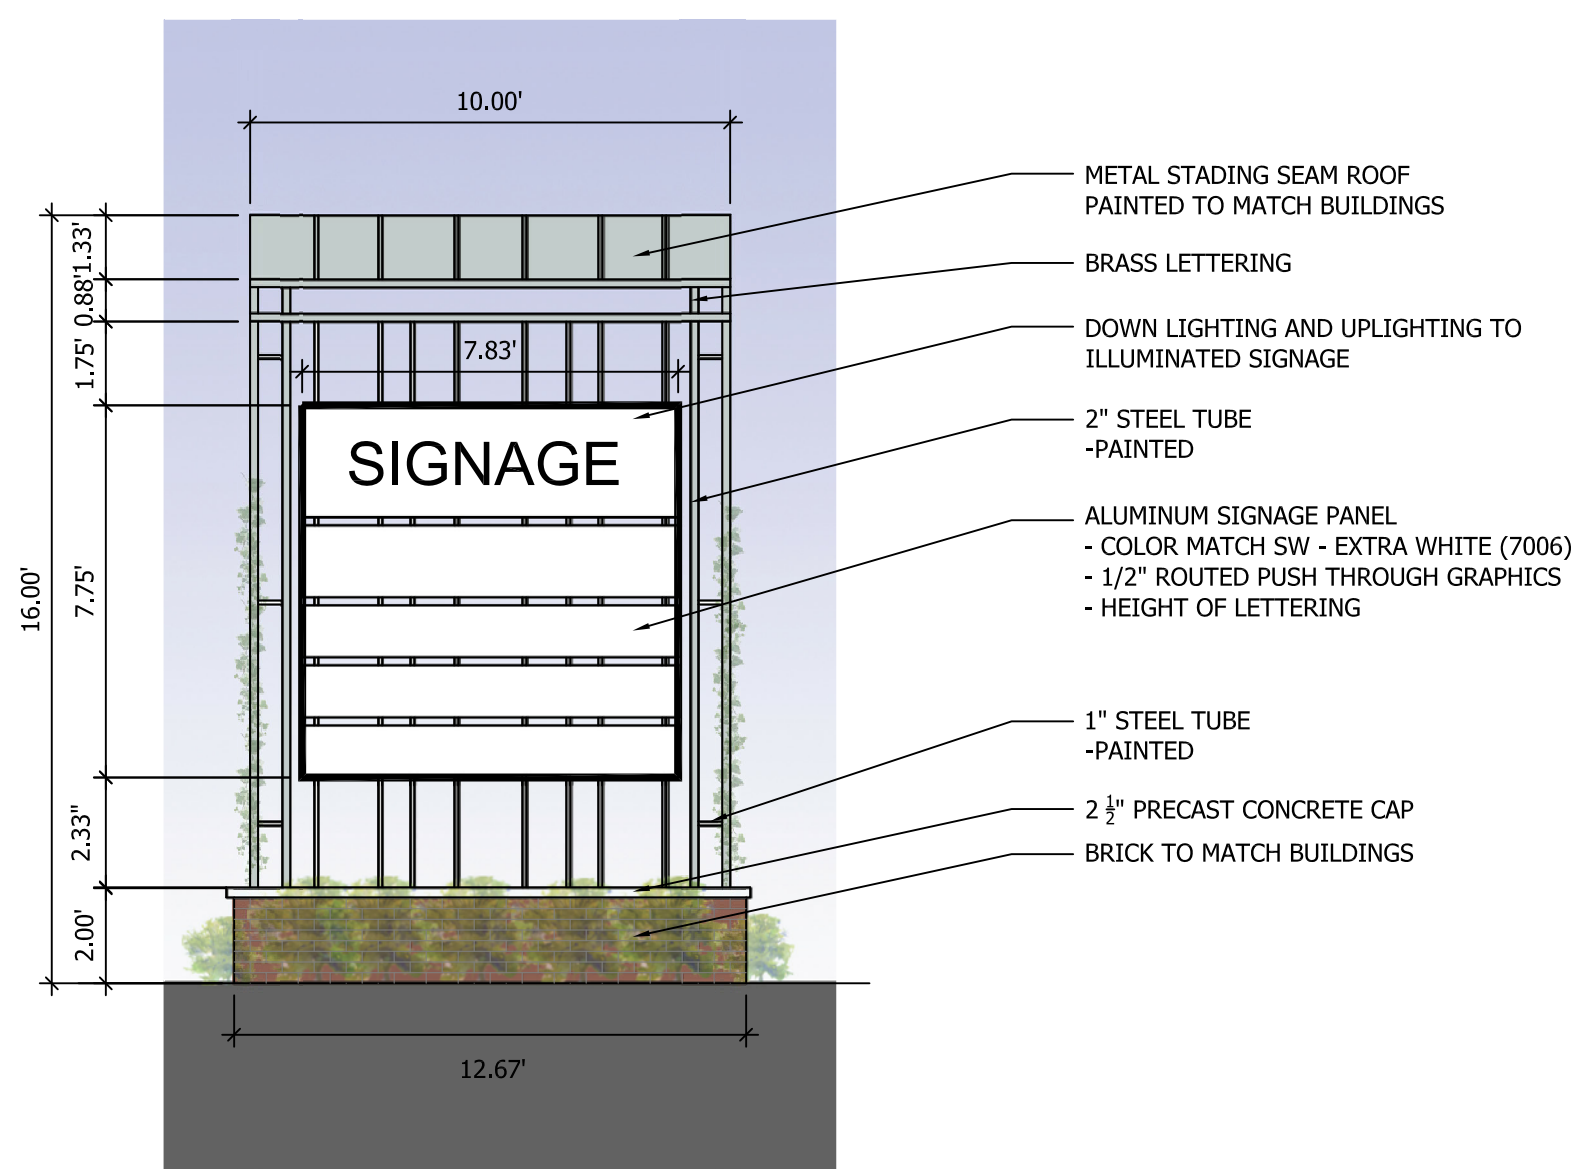 10.00'
METAL STADING SEAM ROOF
PAINTED TO MATCH BUILDINGS
1.33'
BRASS LETTERING
0.88'
DOWN LIGHTING AND UPLIGHTING TO
ILLUMINATED SIGNAGE
1.75'
7.83'
2" STEEL TUBE
-PAINTED
SIGNAGE
ALUMINUM SIGNAGE PANEL
- COLOR MATCH SW - EXTRA WHITE (7006)
- 1/2" ROUTED PUSH THROUGH GRAPHICS
- HEIGHT OF LETTERING
7.75'
16.00'
1" STEEL TUBE
-PAINTED
2.33"
2 ½" PRECAST CONCRETE CAP
BRICK TO MATCH BUILDINGS
2.00'
12.67'